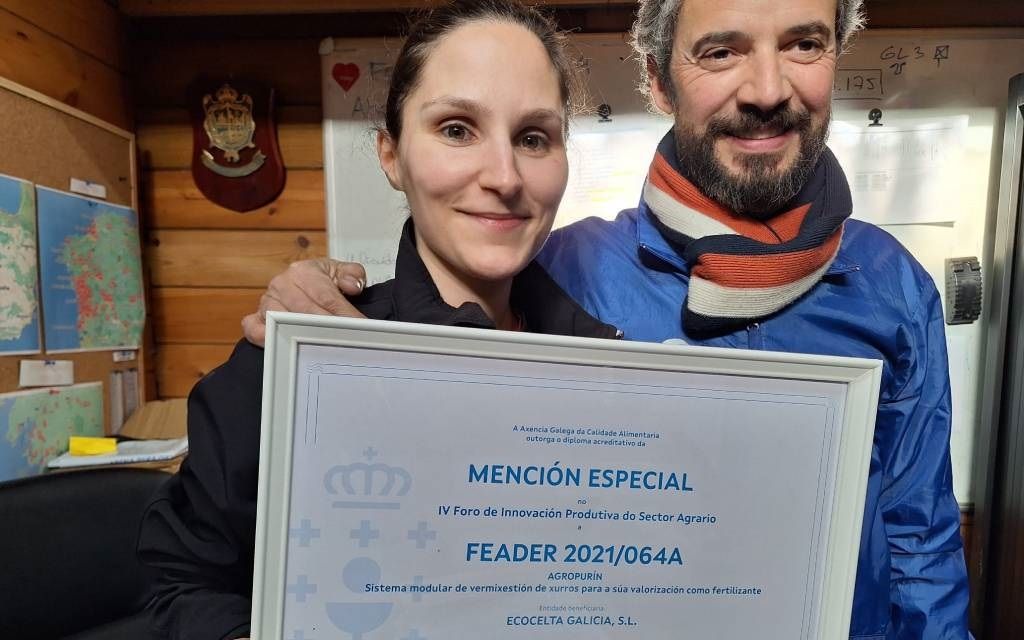 GL 3
A Axencia Galega da Calidade Alimentaria
outorga o diploma acreditativo da
MENCIÓN ESPECIAL
no
IV Foro de Innovación Produtiva do Sector Agrario
a
FEADER 2021/064A
AGROPURÍN
Sistema modular de vermixestión de xurros para a súa valorización como fertilizante
Entidade beneficiaria:
ECOCELTA GALICIA, S.L.